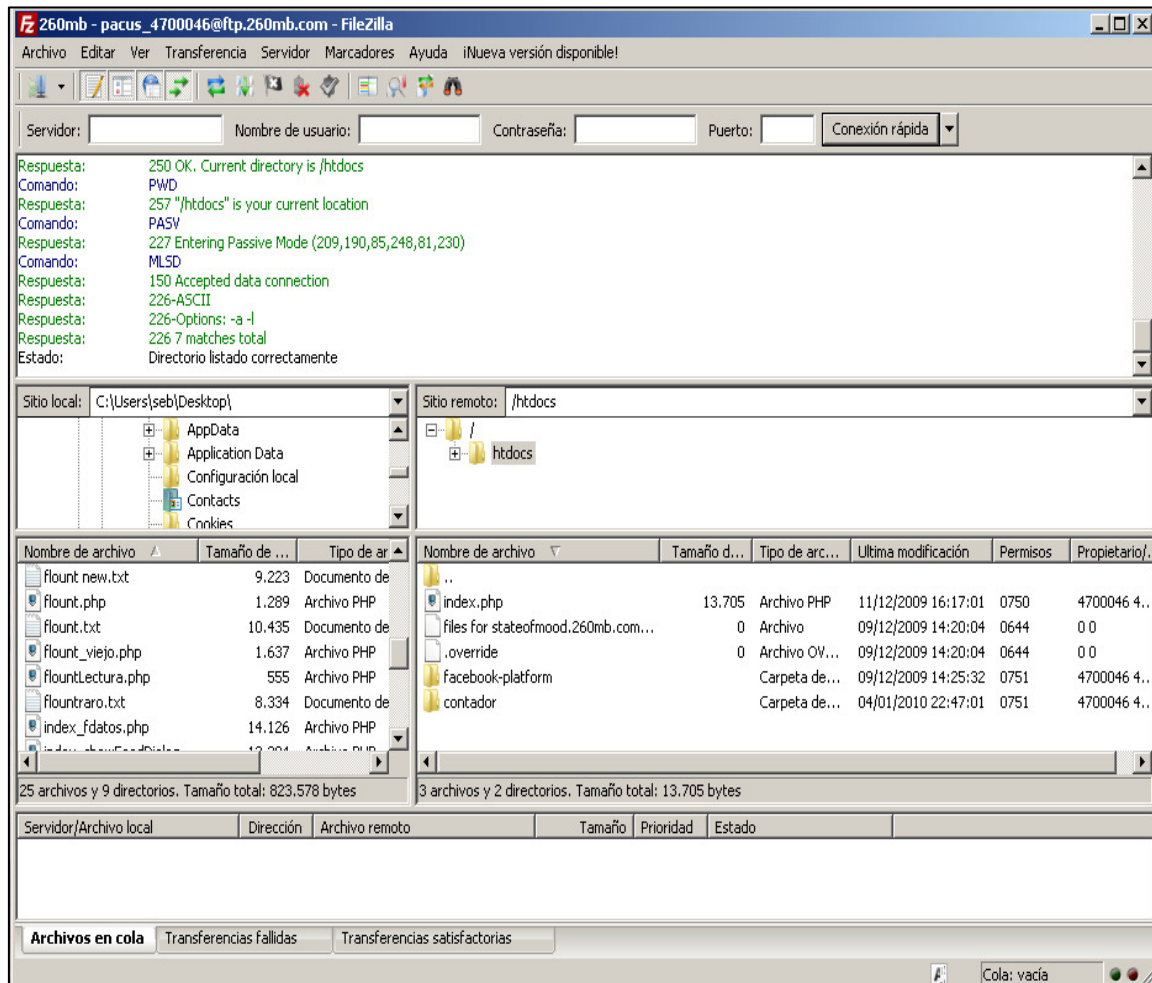 260mb - pacus_4700046@ftp.260mb.com - FileZilla
Archivo Editar Ver Transferencia Servidor Marcadores Ayuda ¡Nueva versión disponible!
Servidor: Nombre de usuario: Contraseña: Puerto: Conexión rápida
Respuesta: 250 OK. Current directory is /htdocs
Comando: PWD
Respuesta: 257 "/htdocs" is your current location
Comando: PASV
Respuesta: 227 Entering Passive Mode (209,190,85,248,81,230)
Comando: MLSD
Respuesta: 150 Accepted data connection
Respuesta: 226-ASCII
Respuesta: 226-Options: -a -l
Respuesta: 226 7 matches total
Estado: Directorio listado correctamente
Sitio local: C:\Users\seb\Desktop\
AppData
Application Data
Configuración local
Contacts
Cookies
Sitio remoto: /htdocs
/
htdocs
Nombre de archivo Tamaño de ... Tipo de ar
flount new.txt 9.223 Documento de
flount.php 1.289 Archivo PHP
flount.txt 10.435 Documento de
flount_viejo.php 1.637 Archivo PHP
flountLectura.php 555 Archivo PHP
flountraro.txt 8.334 Documento de
index_fdatos.php 14.126 Archivo PHP
Archivo PHP
25 archivos y 9 directorios. Tamaño total: 823.578 bytes
Nombre de archivo Tamaño d... Tipo de arc... Ultima modificación Permisos Propietario/.
..
index.php 13.705 Archivo PHP 11/12/2009 16:17:01 0750 4700046 4..
files for stateofmood.260mb.com... 0 Archivo 09/12/2009 14:20:04 0644 0 0
.override 0 Archivo OV... 09/12/2009 14:20:04 0644 0 0
facebook-platform Carpeta de... 09/12/2009 14:25:32 0751 4700046 4..
contador Carpeta de... 04/01/2010 22:47:01 0751 4700046 4..
3 archivos y 2 directorios. Tamaño total: 13.705 bytes
Servidor/Archivo local Dirección Archivo remoto Tamaño Prioridad Estado
Archivos en cola Transferencias fallidas Transferencias satisfactorias
Cola: vacía